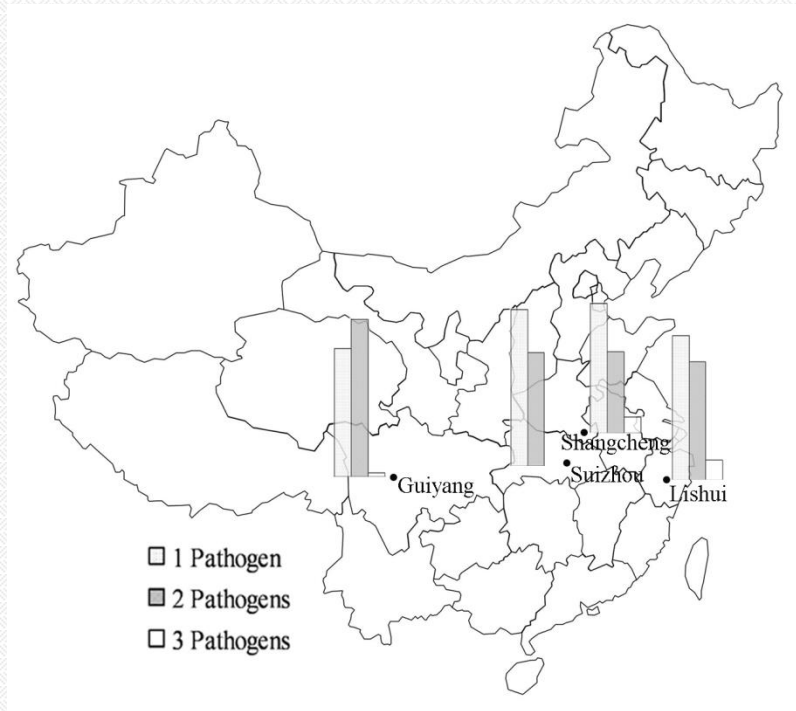 Shangcheng
Suizhou
Guiyang
Lishui
1 Pathogen
2 Pathogens
3 Pathogens